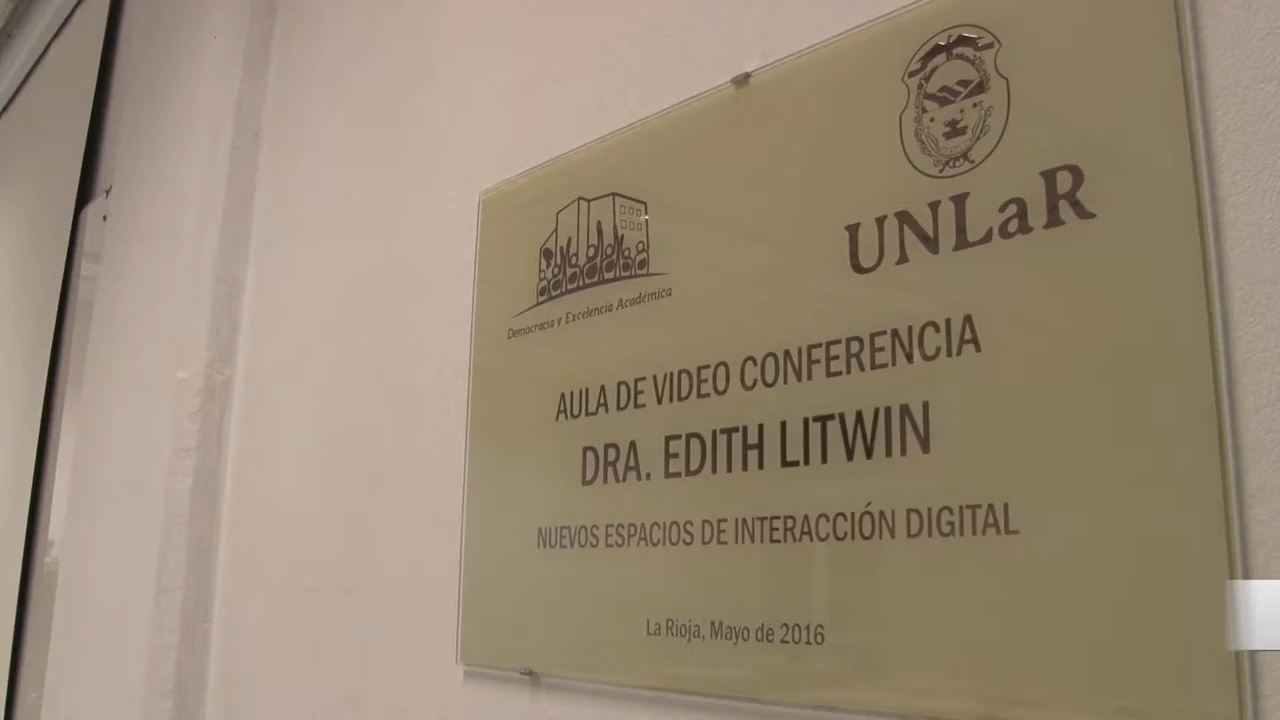 Democracia y Excelencia Académica
UNLaR
AULA DE VIDEO CONFERENCIA
DRA. EDITH LITWIN
NUEVOS ESPACIOS DE INTERACCIÓN DIGITAL
La Rioja, Mayo de 2016